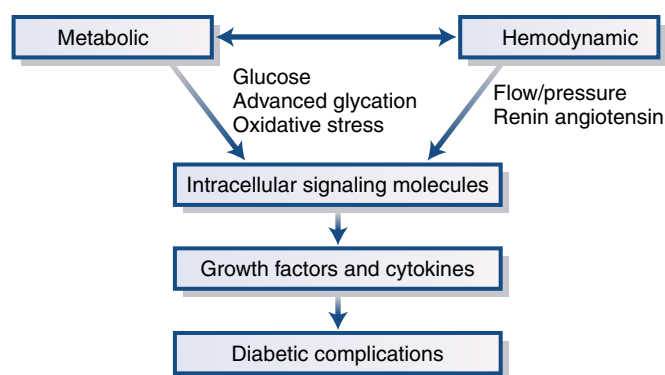 Metabolic
Hemodynamic
Glucose
Advanced glycation
Oxidative stress
Flow/pressure
Renin angiotensin
Intracellular signaling molecules
Growth factors and cytokines
Diabetic complications